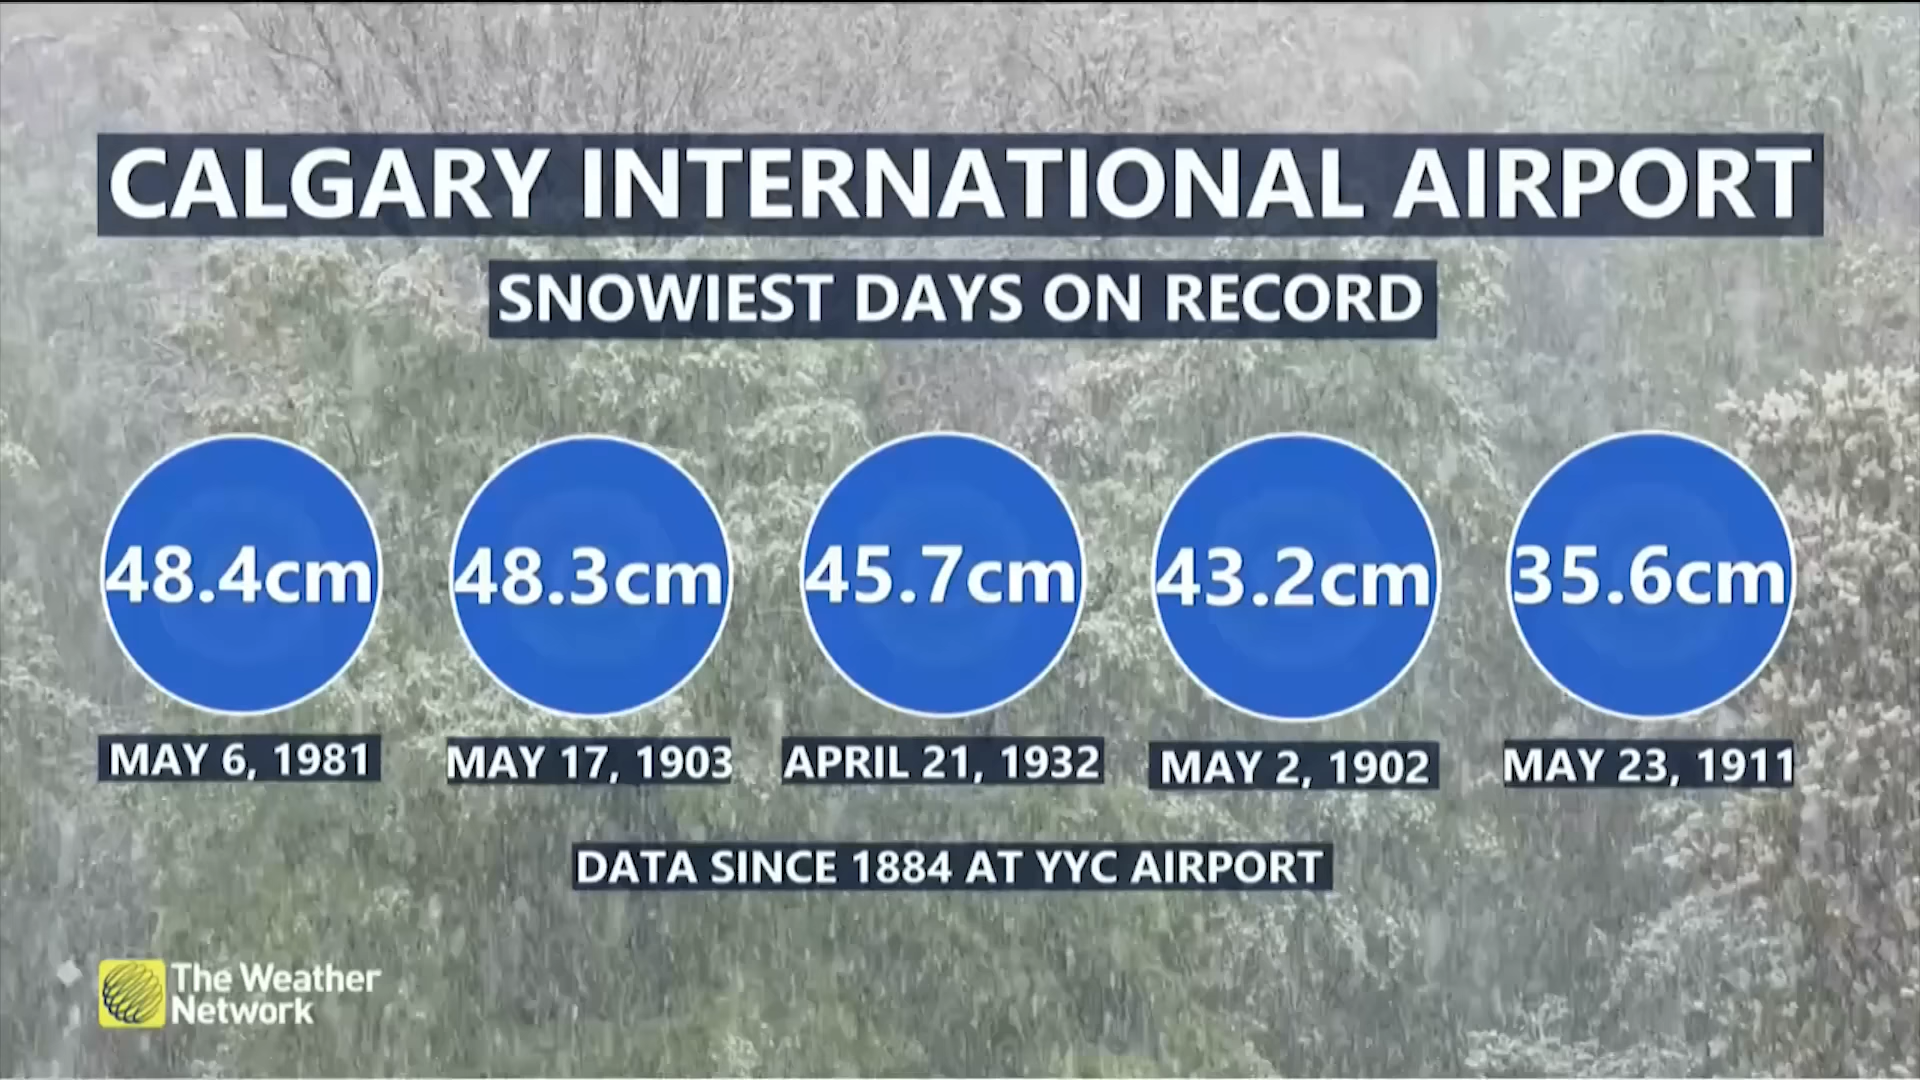 CALGARY INTERNATIONAL AIRPORT
SNOWIEST DAYS ON RECORD
48.4cm
48.3cm
45.7cm
43.2cm
35.6cm
MAY 6, 1981
MAY 17, 1903
APRIL 21, 1932
MAY 2, 1902
MAY 23, 1911
DATA SINCE 1884 AT YYC AIRPORT
The Weather
Network